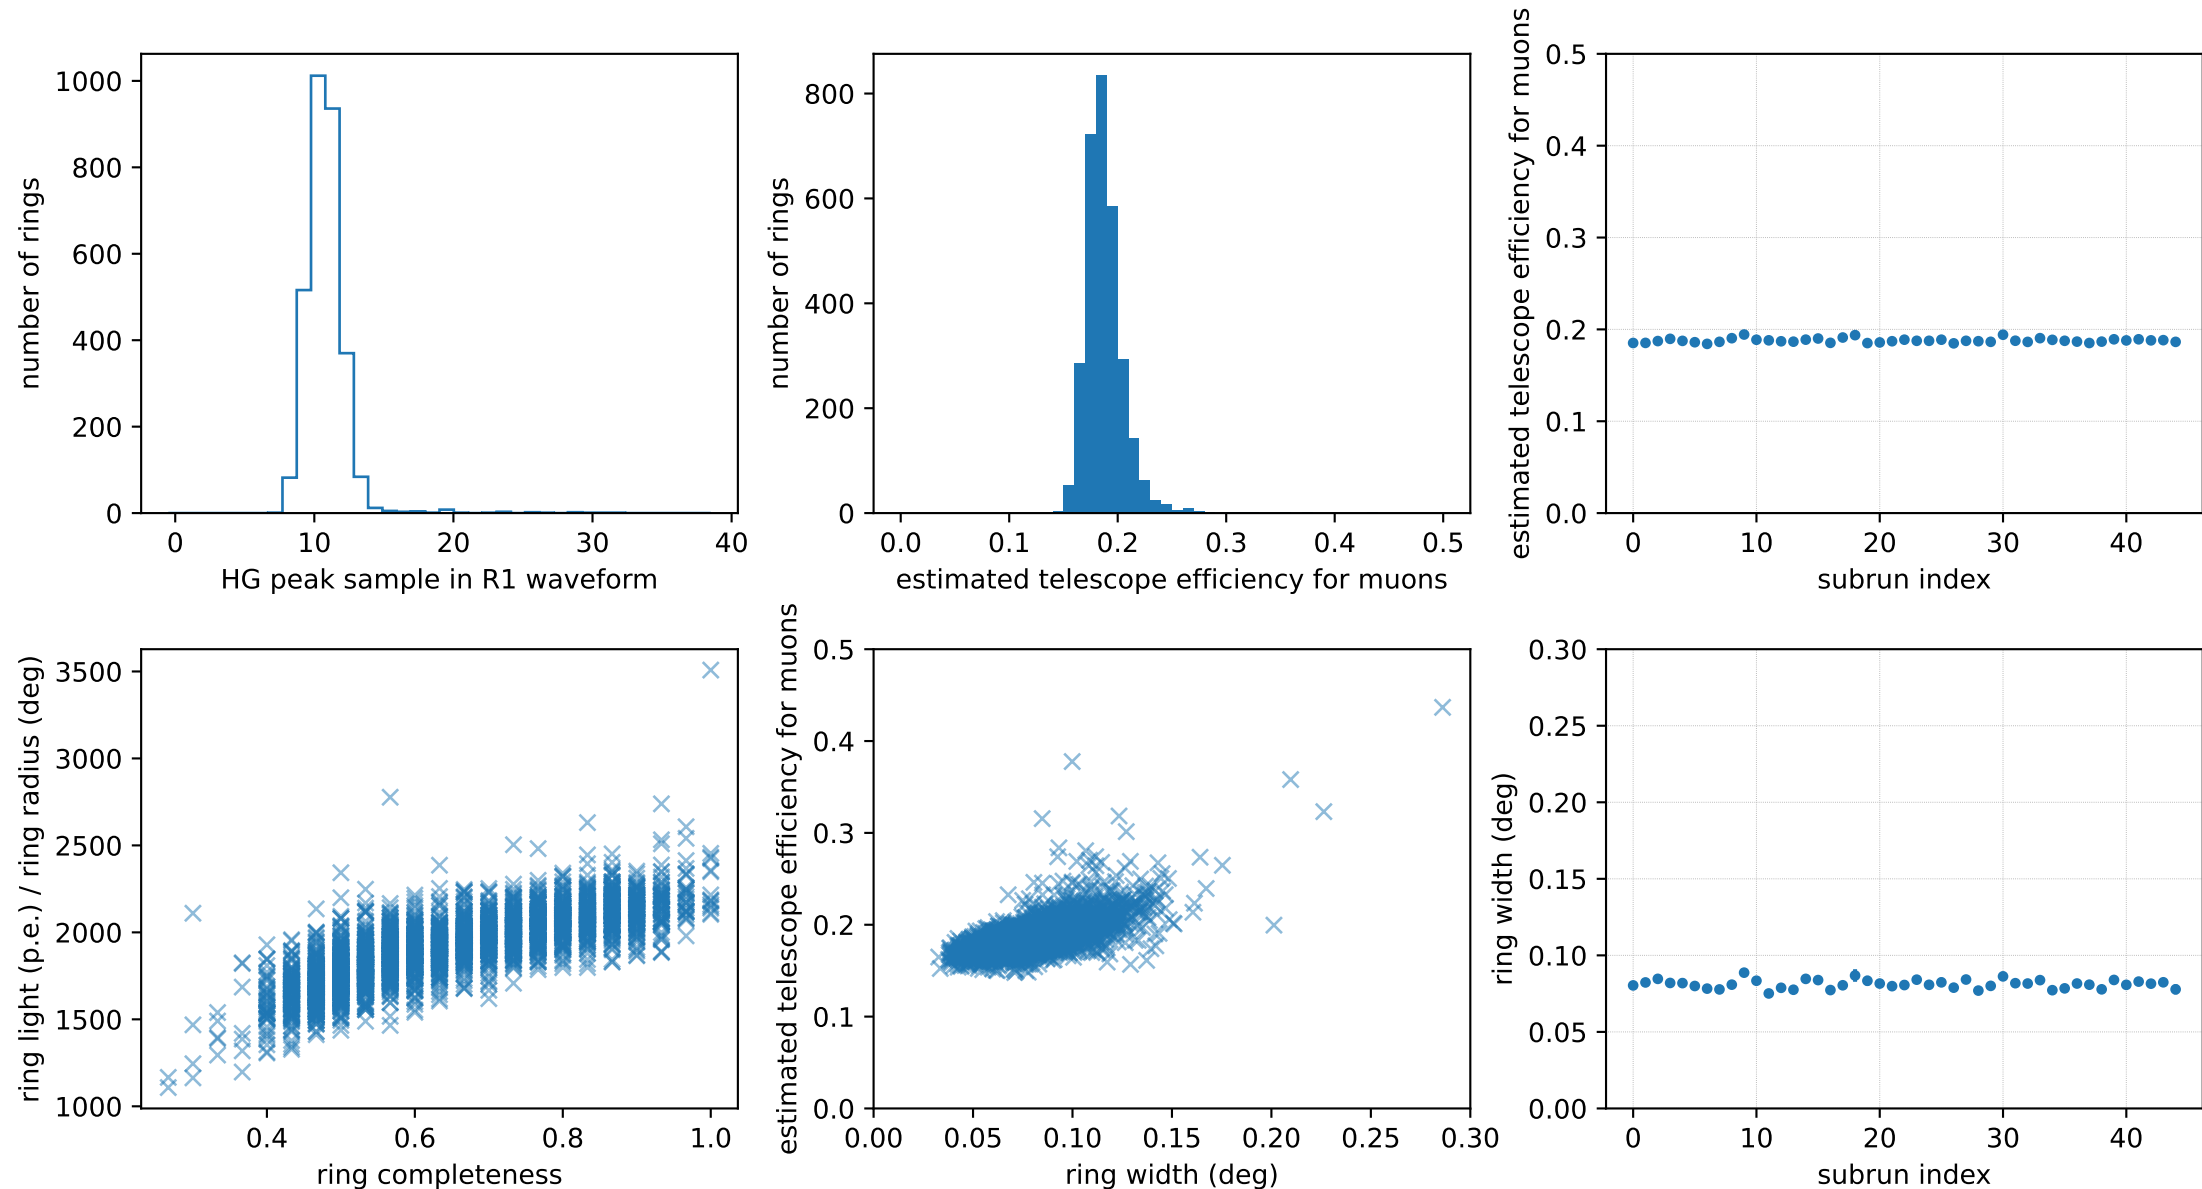 number of rings
1000
800
600
400
200
0
0 10 20 30 40
HG peak sample in R1 waveform
number of rings
800
600
400
200
0
0.0 0.1 0.2 0.3 0.4 0.5
estimated telescope efficiency for muons
estimated telescope efficiency for muons
0.5
0.4
0.3
0.2
0.1
0.0
0 10 20 30 40
subrun index
ring light (p.e.) / ring radius (deg)
3500
3000
2500
2000
1500
1000
0.4 0.6 0.8 1.0
ring completeness
estimated telescope efficiency for muons
0.5
0.4
0.3
0.2
0.1
0.0
0.00 0.05 0.10 0.15 0.20 0.25 0.30
ring width (deg)
ring width (deg)
0.30
0.25
0.20
0.15
0.10
0.05
0.00
0 10 20 30 40
subrun index